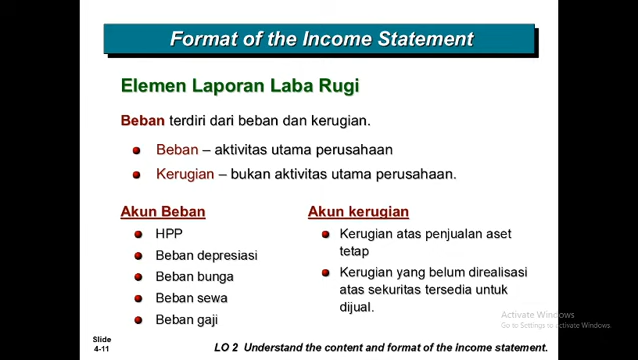 Format of the Income Statement
Elemen Laporan Laba Rugi
Beban terdiri dari beban dan kerugian.
Beban – aktivitas utama perusahaan
Kerugian – bukan aktivitas utama perusahaan.
Akun Beban
HPP
Beban depresiasi
Beban bunga
Beban sewa
Beban gaji
Akun kerugian
Kerugian atas penjualan aset
tetap
Kerugian yang belum direalisasi
atas sekuritas tersedia untuk
dijual.
Activate Windows
Go to Settings to activate Windows.
Slide
4-11
LO 2 Understand the content and format of the income statement.